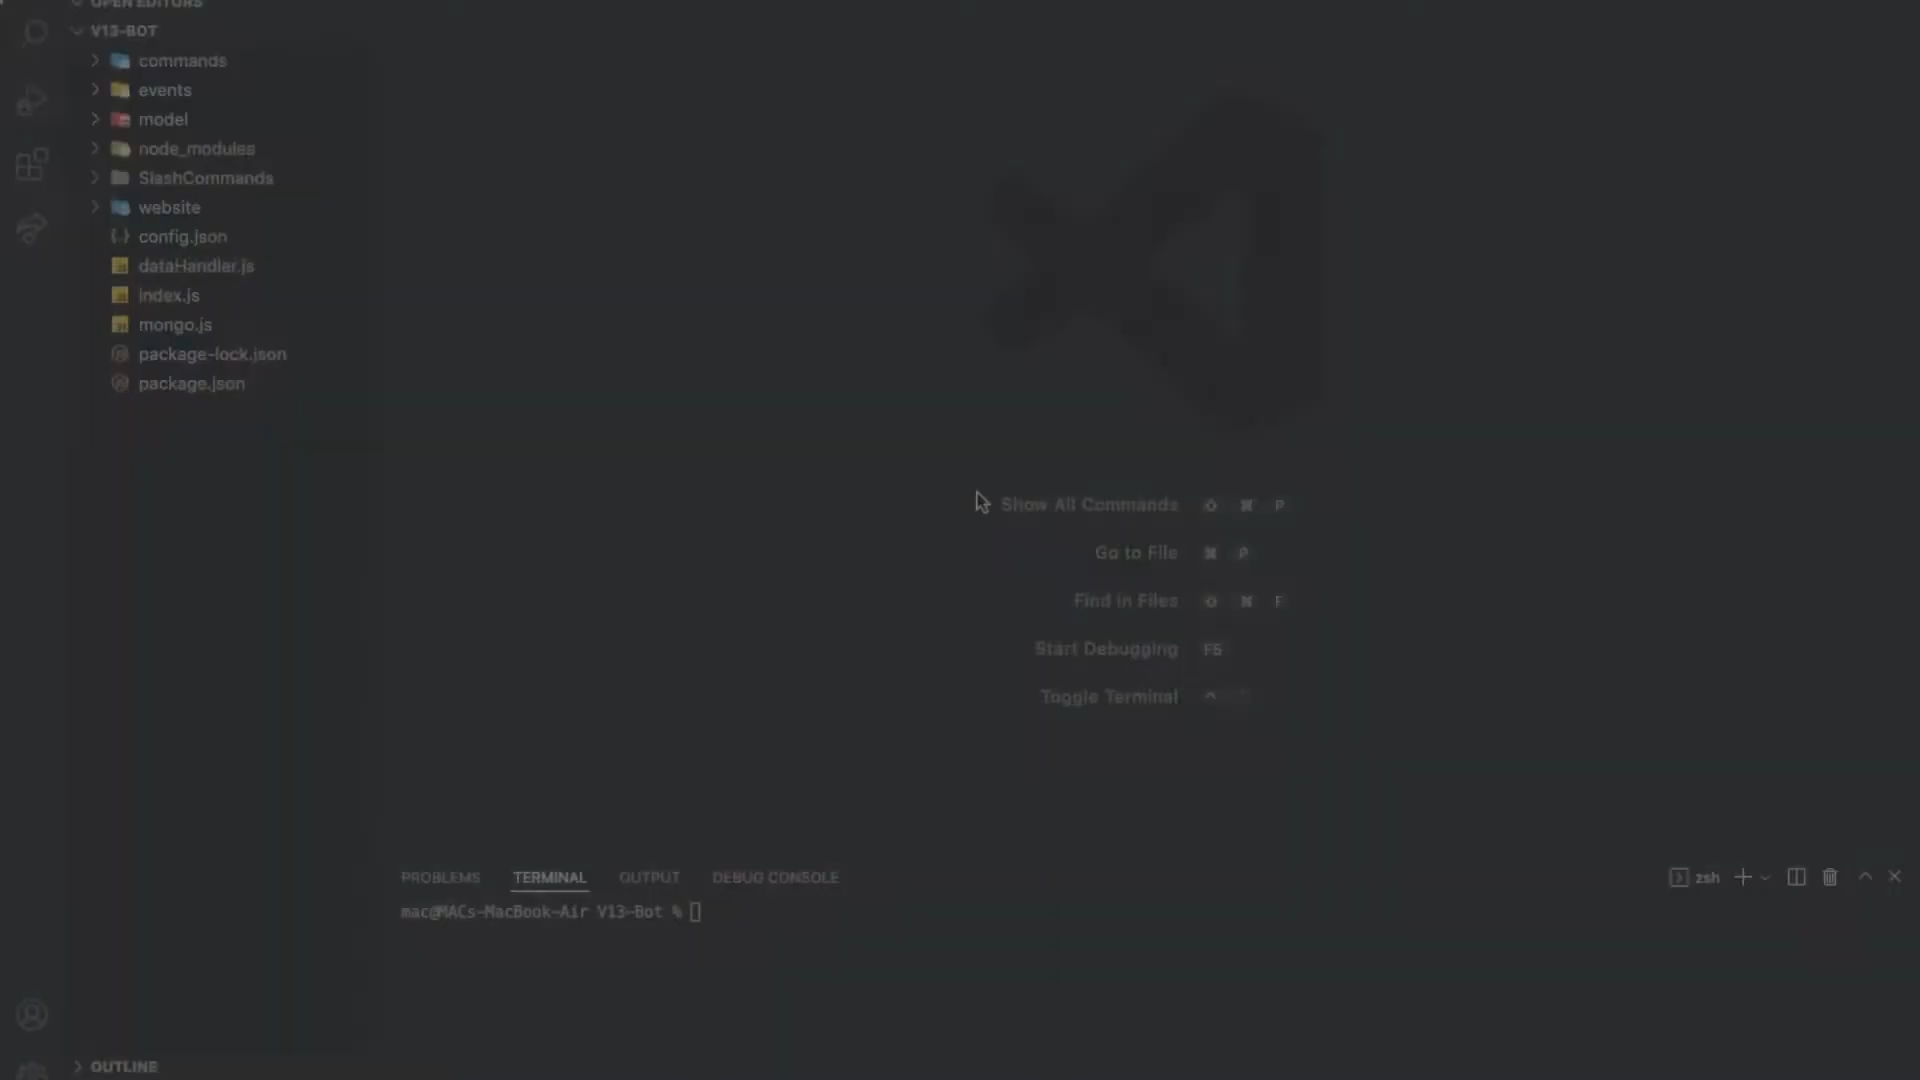 OPEN EDITORS
V13-BOT
commands
events
model
node_modules
SlashCommands
website
config.json
dataHandler.js
index.js
mongo.js
package-lock.json
package.json
Show All Commands ⇧ ⌘ P
Go to File ⌘ P
Find in Files ⇧ ⌘ F
Start Debugging F5
Toggle Terminal ^ `
PROBLEMS TERMINAL OUTPUT DEBUG CONSOLE zsh
mac@MACs-MacBook-Air V13-Bot %
OUTLINE